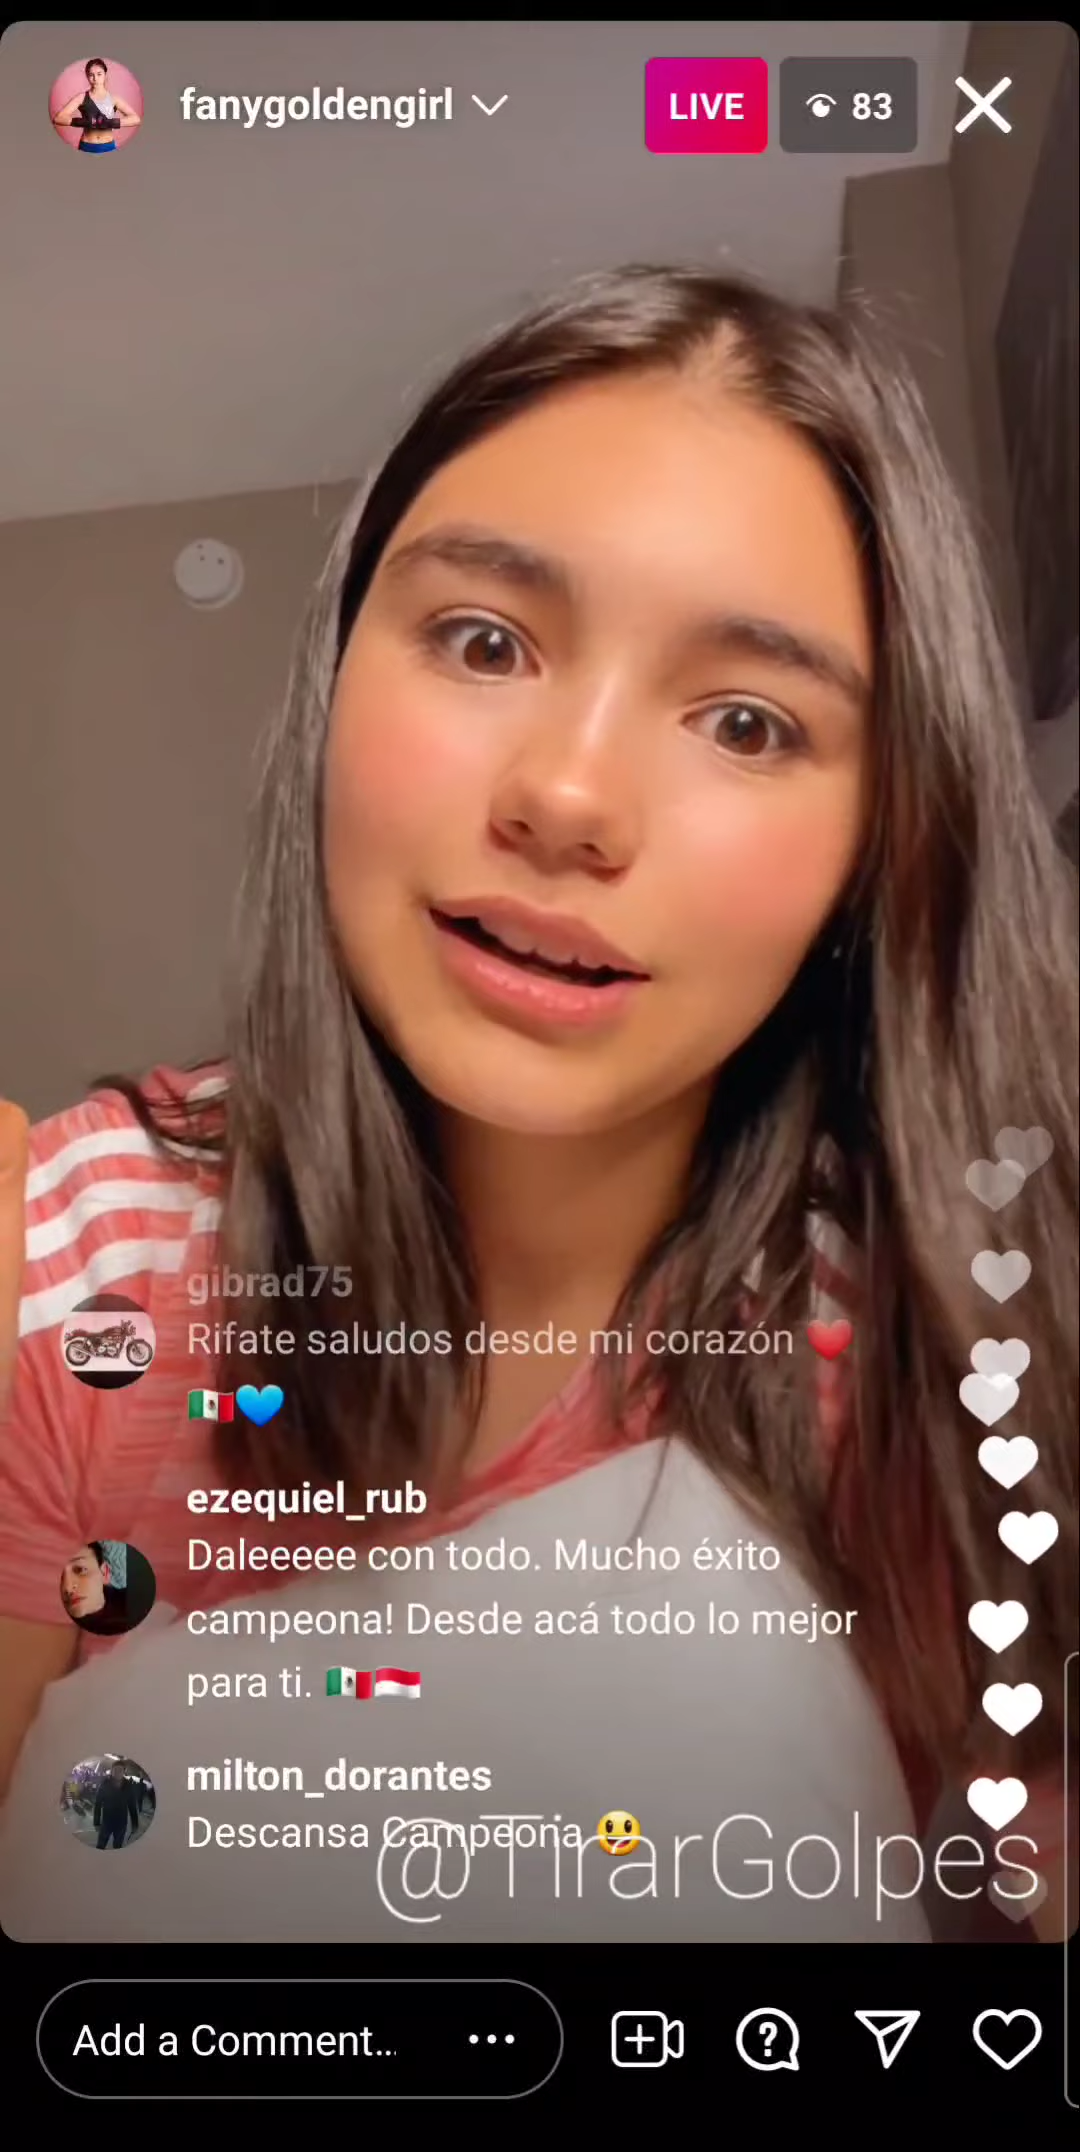 fanygoldengirl
LIVE
83
gibrad75
Rifate saludos desde mi corazón ❤️
🇲🇽💙
ezequiel_rub
Daleeeee con todo. Mucho éxito
campeona! Desde acá todo lo mejor
para ti. 🇲🇽🇮🇩
milton_dorantes
Descansa Campeona 😃
@TirarGolpes
Add a Comment...